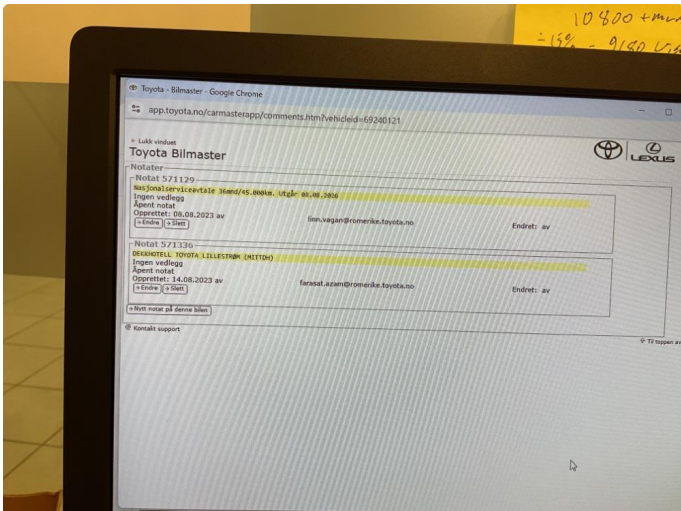 10 800 + mva
- 15% - 9180
Toyota - Bilmaster - Google Chrome
app.toyota.no/carmasterapp/comments.htm?vehicleid=69240121
Lukk vinduet
Toyota Bilmaster
LEXUS
Notater
Notat 571129
Nasjonalserviceavtale 36mnd/45.000km. Utgår 08.08.2026
Ingen vedlegg
Åpent notat
Opprettet: 08.08.2023 av linn.vagan@romerike.toyota.no Endret: av
Endre Slett
Notat 571336
DEKKHOTELL TOYOTA LILLESTRØM (MITTDH)
Ingen vedlegg
Åpent notat
Opprettet: 14.08.2023 av farasat.azam@romerike.toyota.no Endret: av
Endre Slett
Nytt notat på denne bilen
Kontakt support
Til toppen av